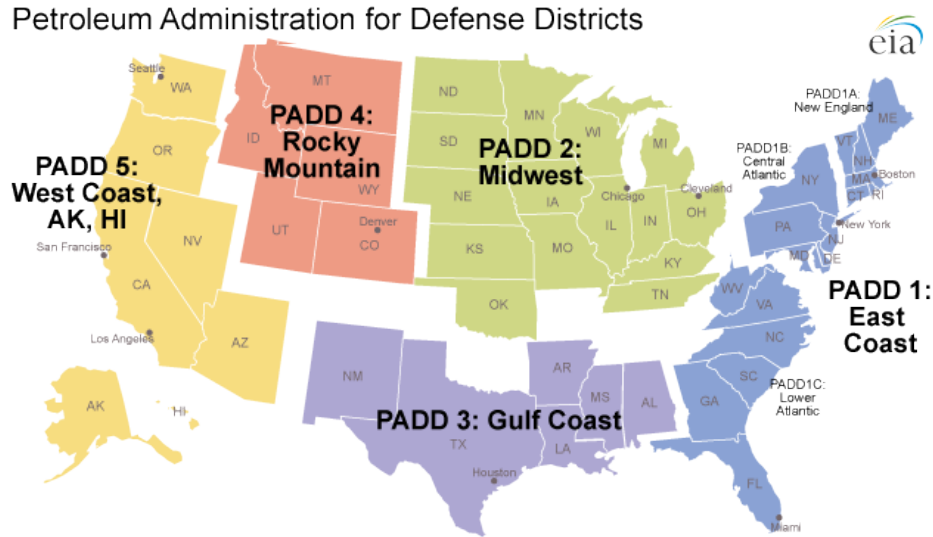 Petroleum Administration for Defense Districts
eia
Seattle
WA
OR
PADD 5:
West Coast,
AK, HI
San Francisco
NV
CA
Los Angeles
AZ
AK
HI
MT
PADD 4:
Rocky
Mountain
ID
WY
UT
Denver
CO
ND
MN
SD
WI
MI
PADD 2:
Midwest
NE
IA
Chicago
Cleveland
IL
IN
OH
KS
MO
KY
OK
TN
PADD1A:
New England
ME
VT
NH
PADD1B:
Central
Atlantic
NY
MA
Boston
CT
RI
PA
New York
NJ
MD
DE
WV
VA
PADD 1:
East
Coast
NC
SC
PADD1C:
Lower
Atlantic
GA
FL
Miami
NM
AR
MS
AL
PADD 3: Gulf Coast
TX
LA
Houston